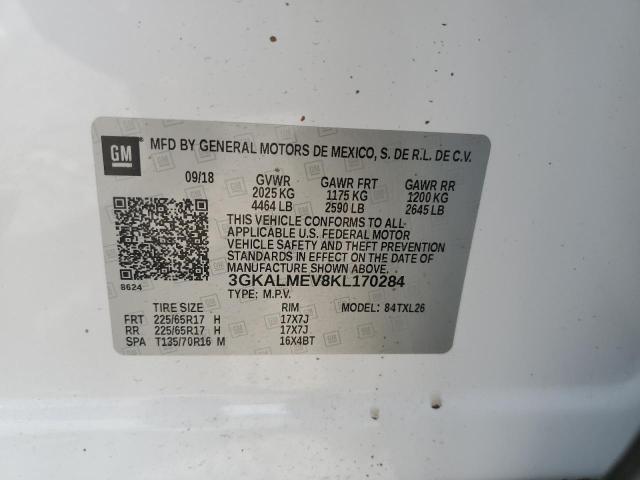 GM
MFD BY GENERAL MOTORS DE MEXICO, S. DE R.L. DE C.V.
09/18 GVWR GAWR FRT GAWR RR
2025 KG 1175 KG 1200 KG
4464 LB 2590 LB 2645 LB
THIS VEHICLE CONFORMS TO ALL
APPLICABLE U.S. FEDERAL MOTOR
VEHICLE SAFETY AND THEFT PREVENTION
STANDARDS IN EFFECT ON THE DATE OF
MANUFACTURE SHOWN ABOVE.
8624 3GKALMEV8KL170284
TYPE: M.P.V.
TIRE SIZE RIM MODEL: 84TXL26
FRT 225/65R17 H 17X7J
RR 225/65R17 H 17X7J
SPA T135/70R16 M 16X4BT